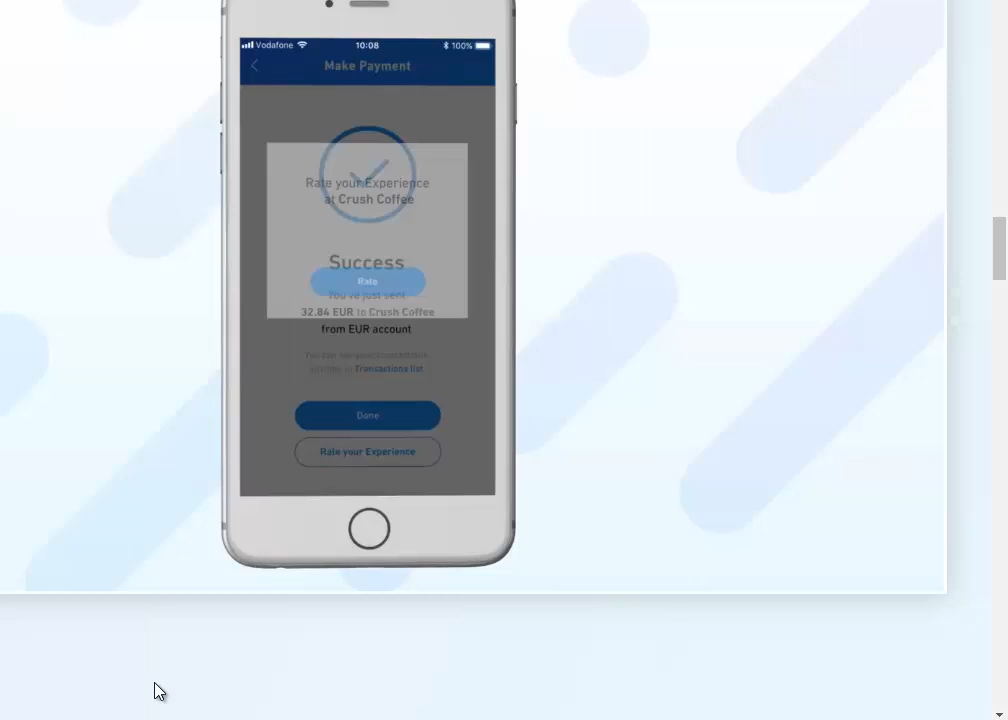 Vodafone 10:08 100%
Make Payment
Rate your Experience
at Crush Coffee
Success
Rate
You've just sent
32.84 EUR to Crush Coffee
from EUR account
Transactions list
Done
Rate your Experience